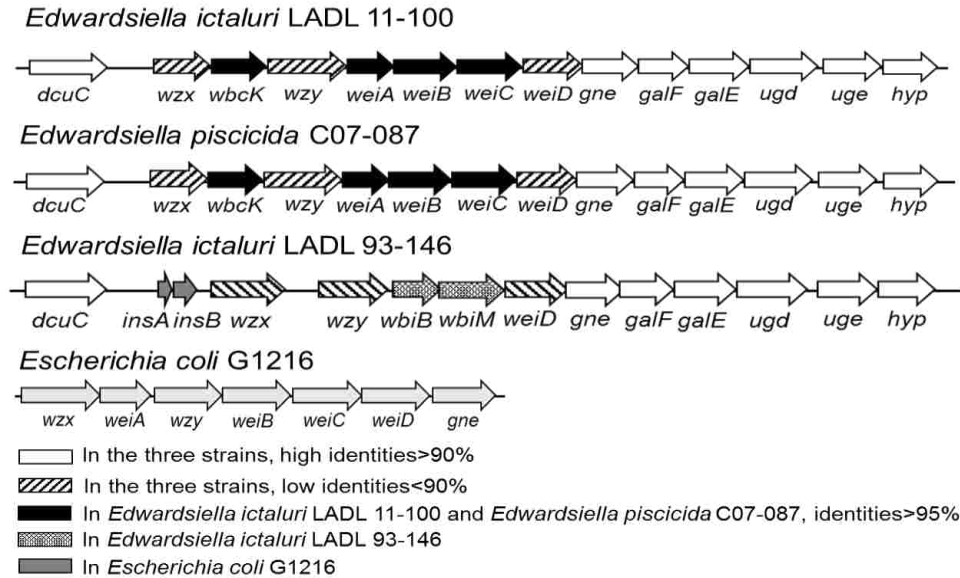 Edwardsiella ictaluri LADL 11-100
dcuC wzx wbcK wzy weiA weiB weiC weiD gne galF galE ugd uge hyp
Edwardsiella piscicida C07-087
dcuC wzx wbcK wzy weiA weiB weiC weiD gne galF galE ugd uge hyp
Edwardsiella ictaluri LADL 93-146
dcuC insA insB wzx wzy wbiB wbiM weiD gne galF galE ugd uge hyp
Escherichia coli G1216
wzx weiA wzy weiB weiC weiD gne
In the three strains, high identities>90%
In the three strains, low identities<90%
In Edwardsiella ictaluri LADL 11-100 and Edwardsiella piscicida C07-087, identities>95%
In Edwardsiella ictaluri LADL 93-146
In Escherichia coli G1216